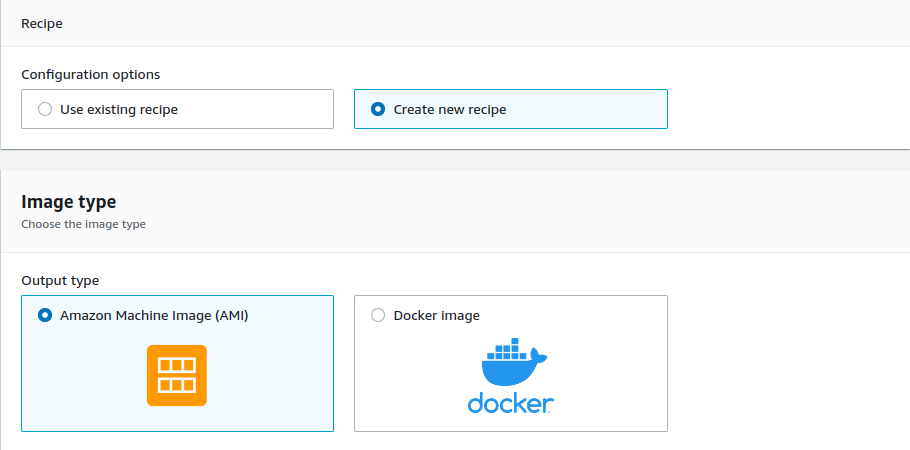 Recipe
Configuration options
Use existing recipe
Create new recipe
Image type
Choose the image type
Output type
Amazon Machine Image (AMI)
Docker image
docker